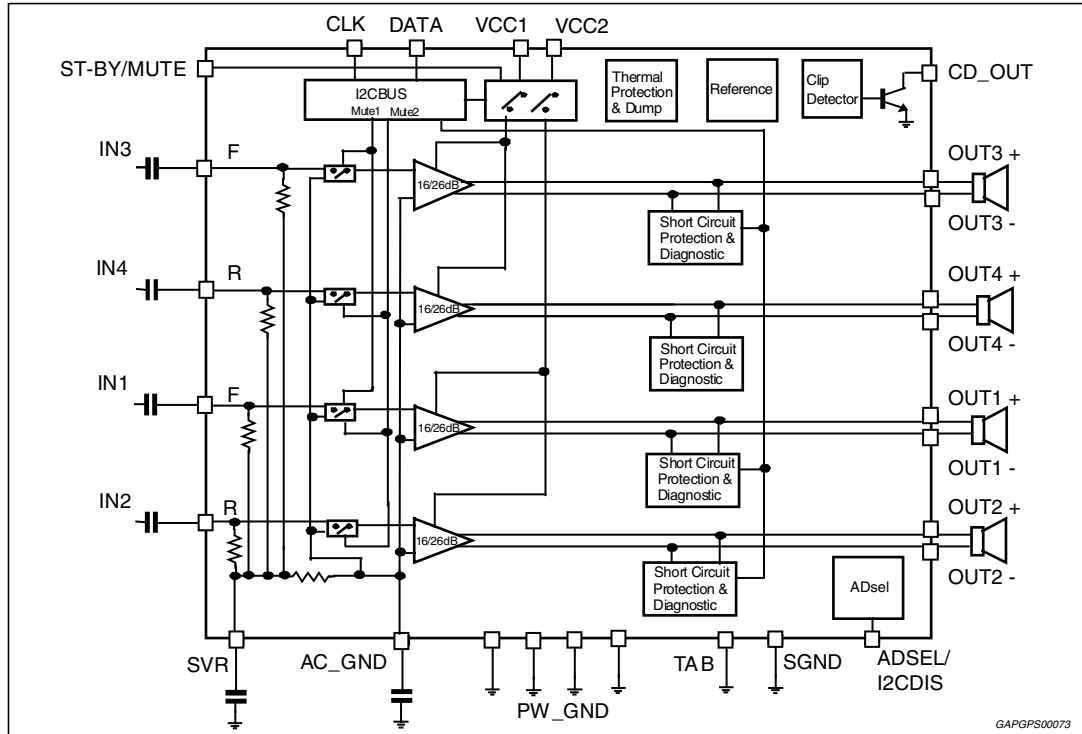 CLK
DATA
VCC1
VCC2
ST-BY/MUTE
I2CBUS
Mute1
Mute2
Thermal
Protection
& Dump
Reference
Clip
Detector
CD_OUT
IN3
F
16/26dB
OUT3 +
OUT3 -
Short Circuit
Protection &
Diagnostic
IN4
R
16/26dB
OUT4 +
OUT4 -
Short Circuit
Protection &
Diagnostic
IN1
F
16/26dB
OUT1 +
OUT1 -
Short Circuit
Protection &
Diagnostic
IN2
R
16/26dB
OUT2 +
OUT2 -
Short Circuit
Protection &
Diagnostic
ADsel
SVR
AC_GND
PW_GND
TAB
SGND
ADSEL/
I2CDIS
GAPGPS00073